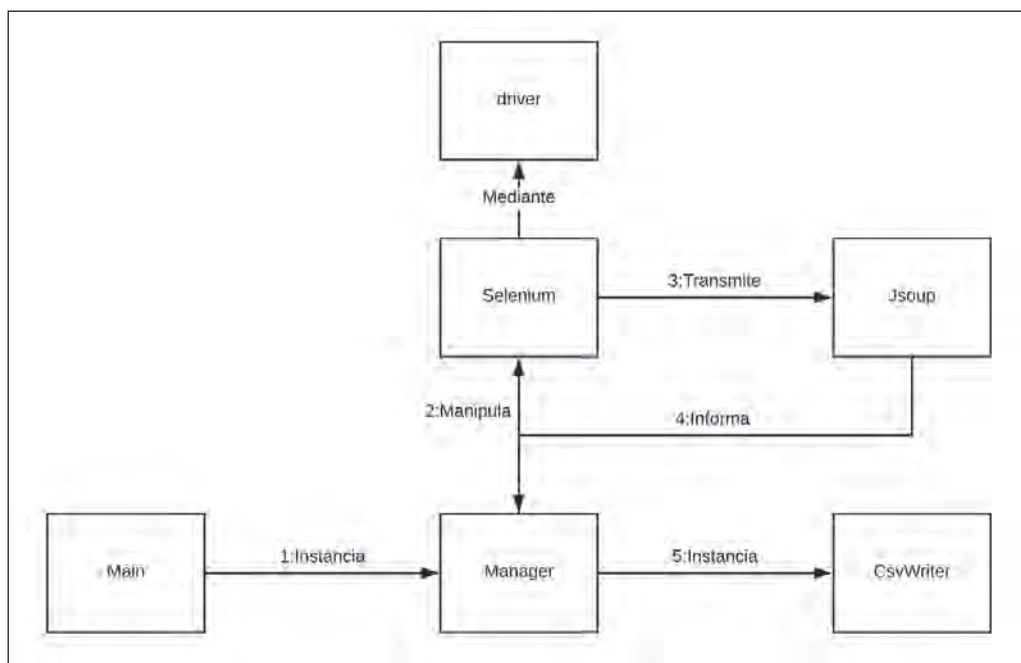 driver
Mediante
Selenium
3:Transmite
Jsoup
2:Manipula
4:Informa
Main
1:Instancia
Manager
5:Instancia
CsvWriter